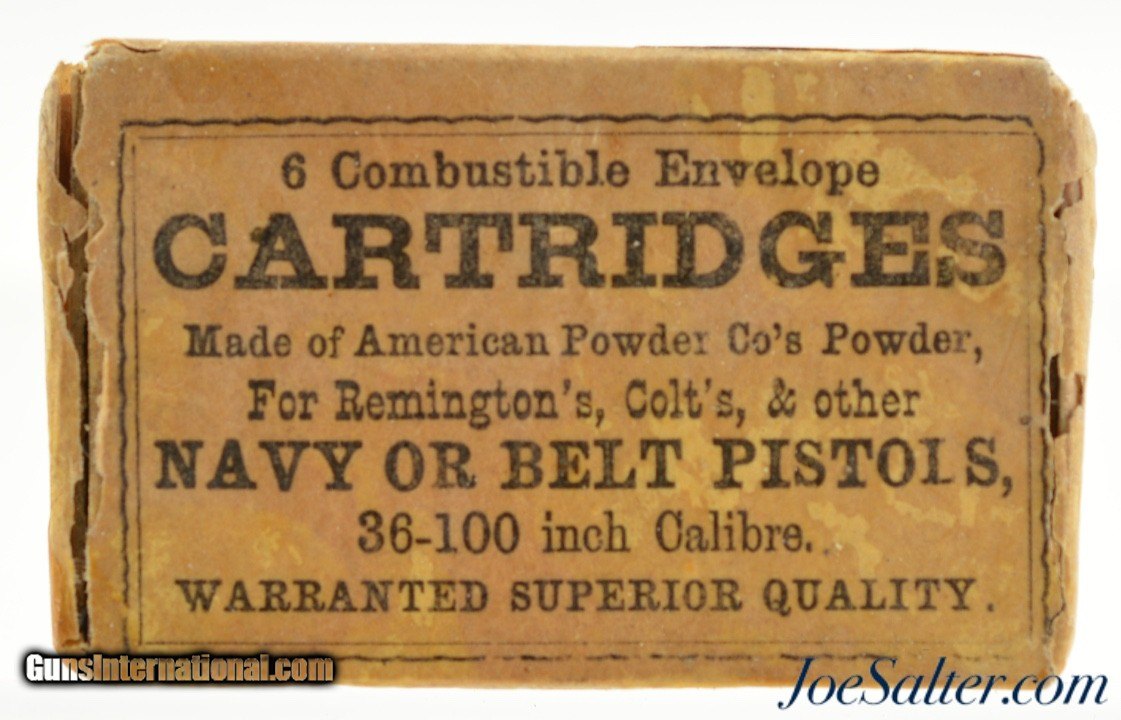 6 Combustible Envelope
CARTRIDGES
Made of American Powder Co's Powder,
For Remington's, Colt's, & other
NAVY OR BELT PISTOLS,
36-100 inch Calibre.
WARRANTED SUPERIOR QUALITY.
GunsInternational.com
JoeSalter.com